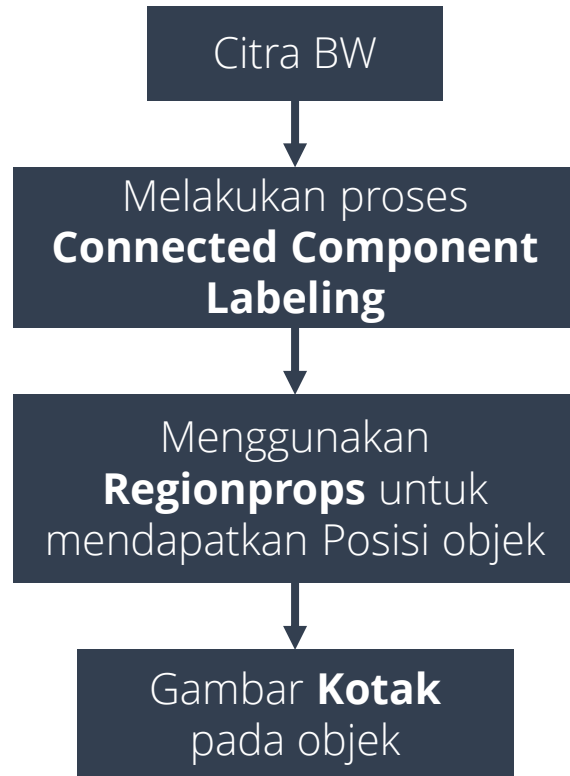 Citra BW
Melakukan proses
Connected Component
Labeling
Menggunakan
Regionprops untuk
mendapatkan Posisi objek
Gambar Kotak
pada objek